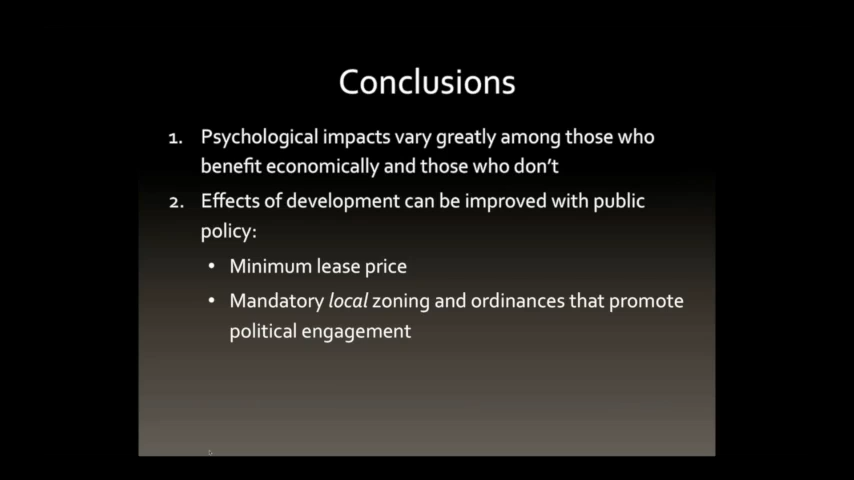 Conclusions
1. Psychological impacts vary greatly among those who
benefit economically and those who don't
2. Effects of development can be improved with public
policy:
• Minimum lease price
• Mandatory local zoning and ordinances that promote
political engagement